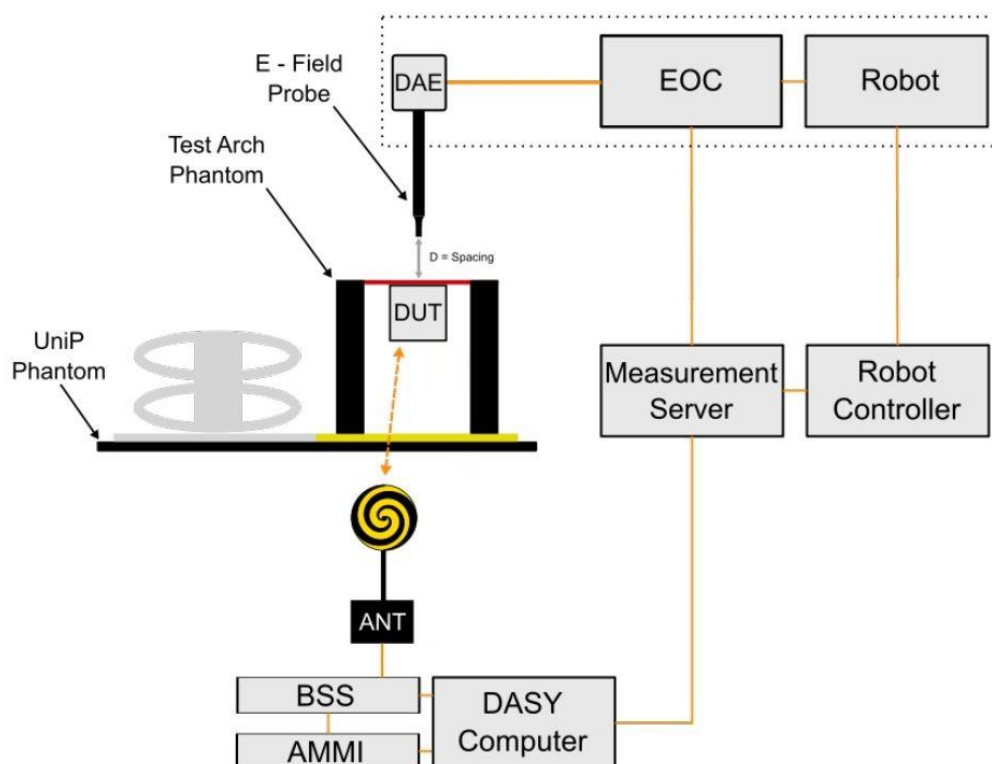 E - Field
Probe
DAE
EOC
Robot
Test Arch
Phantom
D = Spacing
DUT
UniP
Phantom
Measurement
Server
Robot
Controller
ANT
BSS
AMMI
DASY
Computer